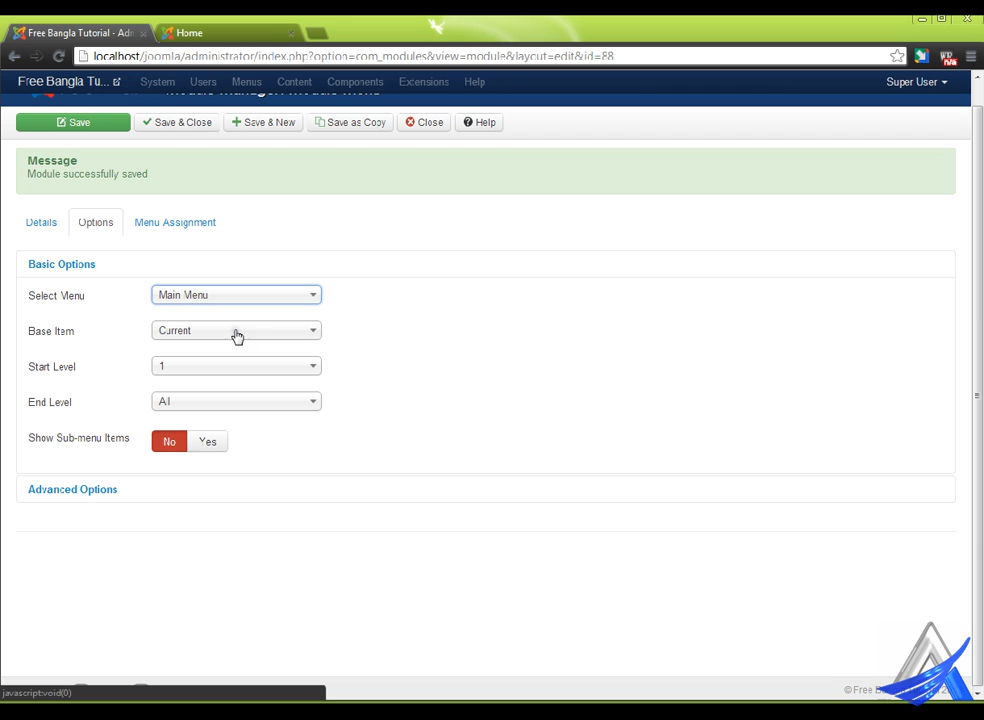 Free Bangla Tutorial - Adn
Home
localhost/joomla/administrator/index.php?option=com_modules&view=module&layout=edit&id=88
Free Bangla Tu... System Users Menus Content Components Extensions Help Super User
Save Save & Close Save & New Save as Copy Close Help
Message
Module successfully saved
Details Options Menu Assignment
Basic Options
Select Menu Main Menu
Base Item Current
Start Level 1
End Level All
Show Sub-menu Items No Yes
Advanced Options
javascript:void(0)
© Free